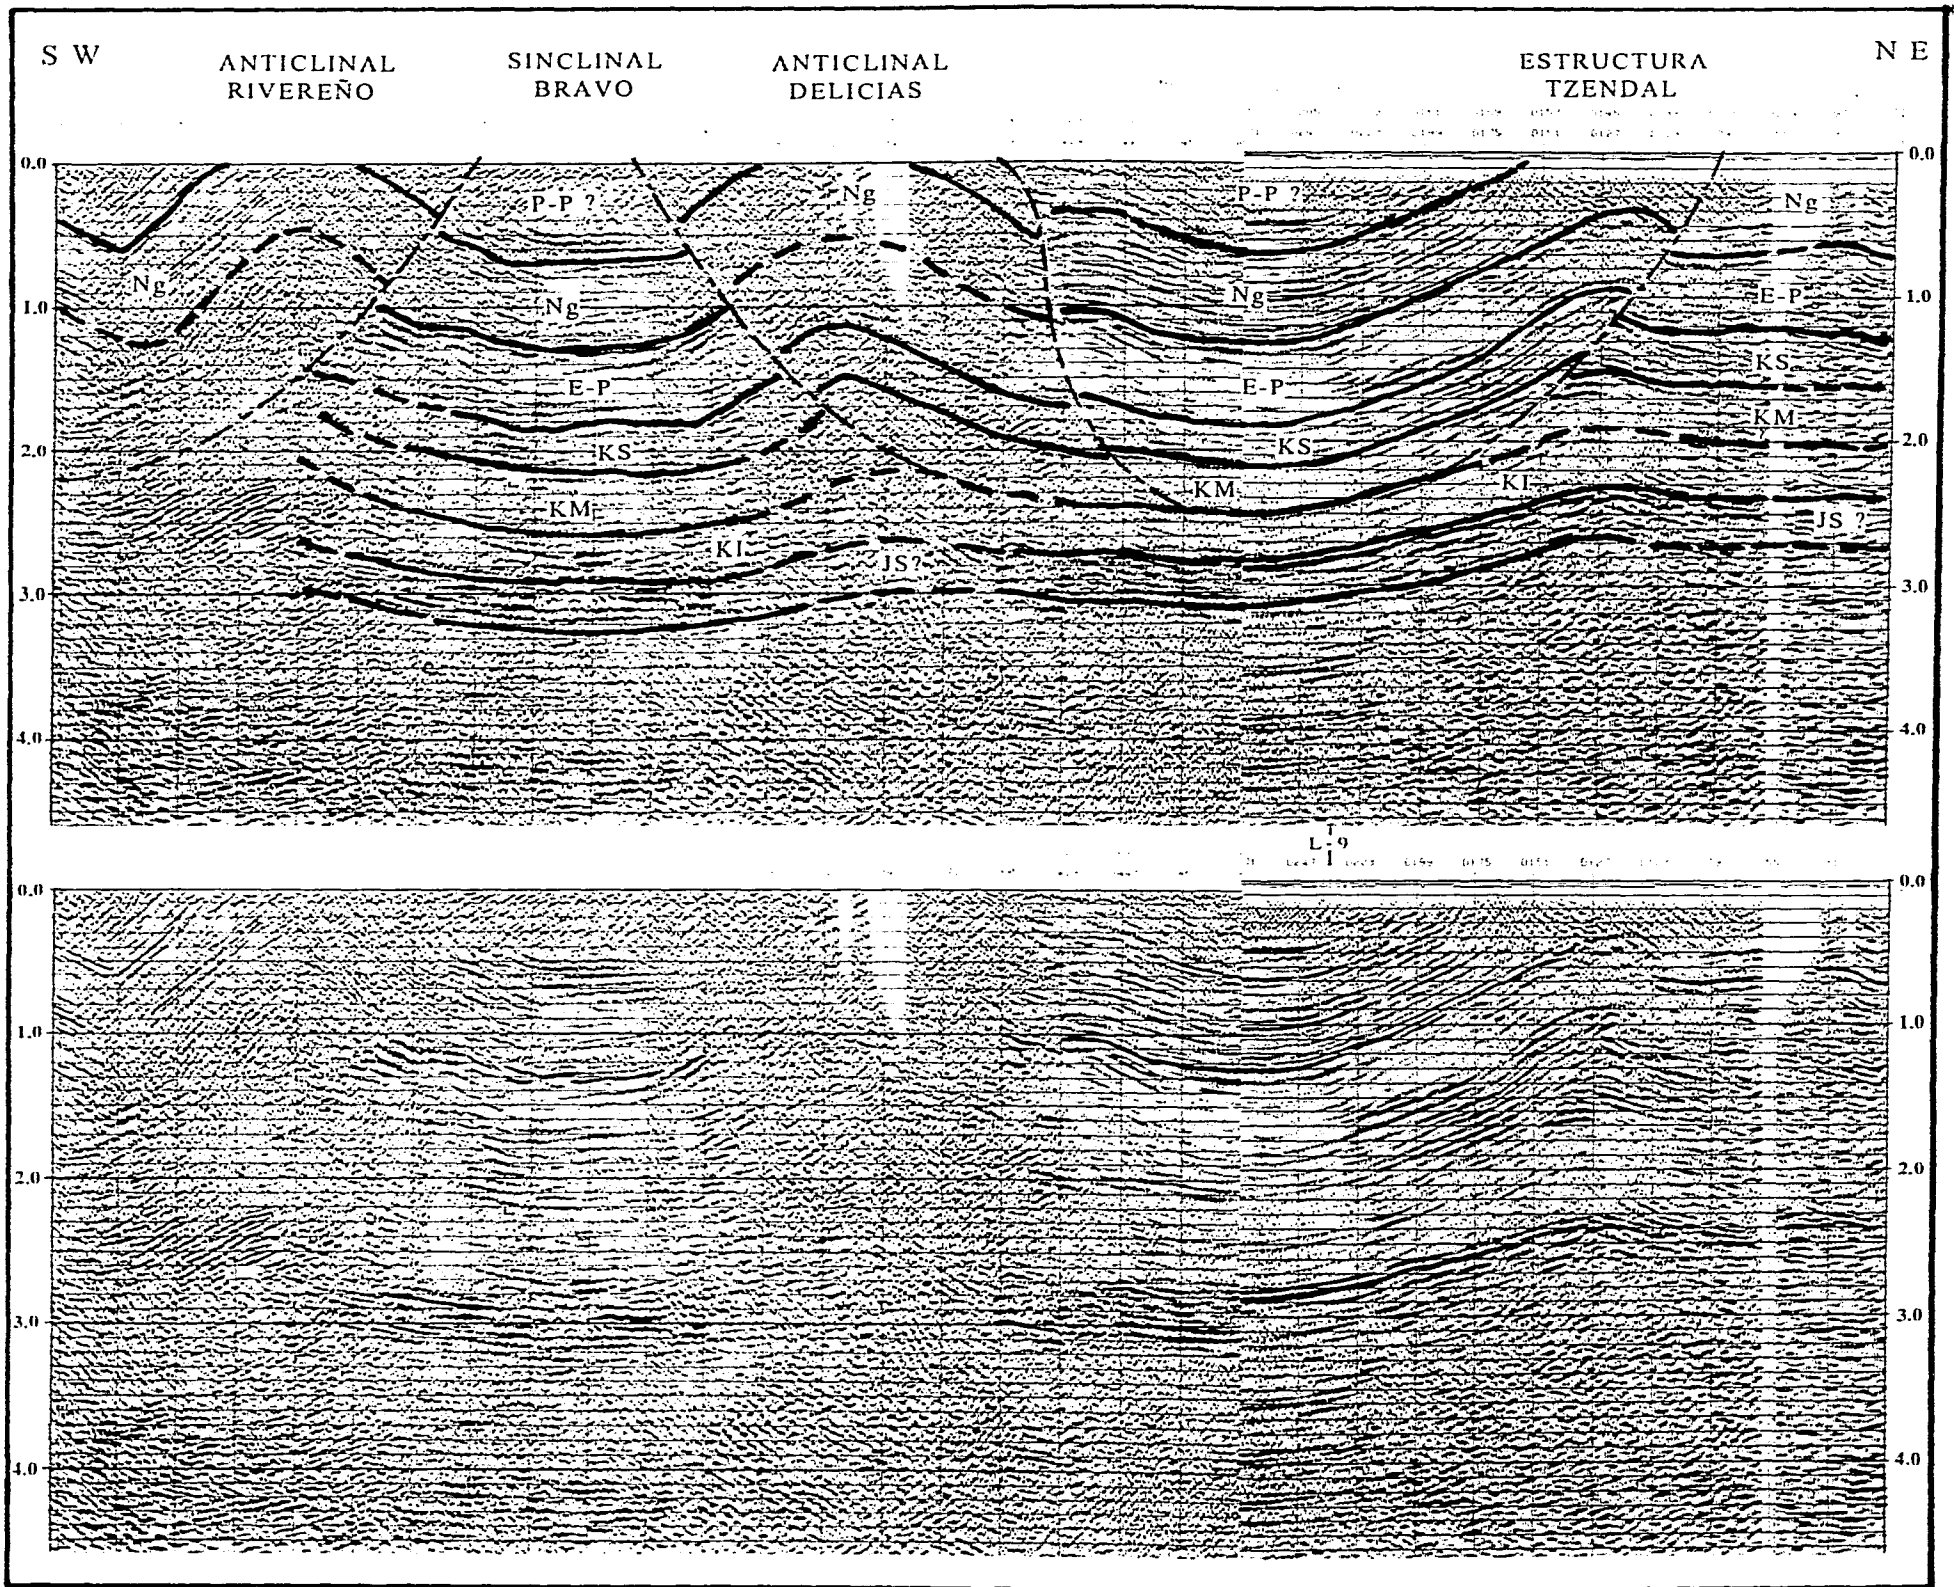 S W
ANTICLINAL
RIVEREÑO
SINCLINAL
BRAVO
ANTICLINAL
DELICIAS
ESTRUCTURA
TZENDAL
N E
0.0
0.0
P-P ?
Ng
P-P ?
Ng
Ng
Ng
Ng
1.0
1.0
E-P
E-P
E-P
KS
KM
KS
KS
2.0
2.0
KM
KM
KI
KI
JS ?
JS?
3.0
3.0
4.0
4.0
L-9
0.0
0.0
1.0
1.0
2.0
2.0
3.0
3.0
4.0
4.0